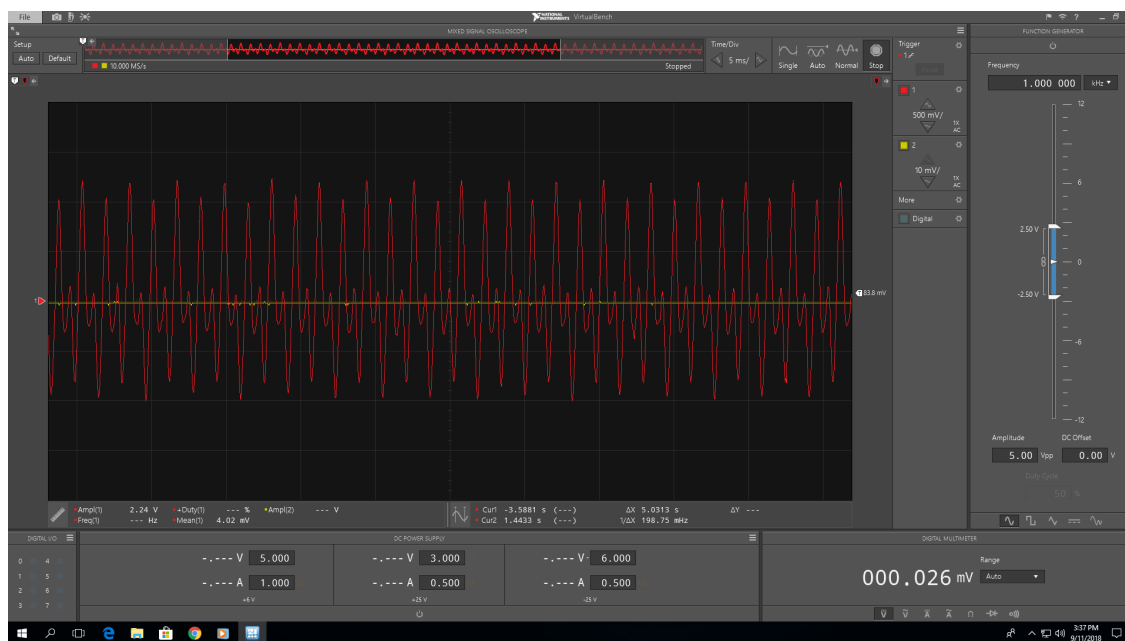 File
NATIONAL INSTRUMENTS VirtualBench
?
MIXED SIGNAL OSCILLOSCOPE
FUNCTION GENERATOR
Setup
Auto Default
10.000 MS/s
Stopped
Time/Div
5 ms/
Single Auto Normal Stop
Trigger
1
1
500 mV/
1X
AC
2
10 mV/
1X
AC
More
Digital
Frequency
1.000 000 kHz
12
6
2.50 V
0
-2.50 V
-6
-12
Amplitude DC Offset
5.00 Vpp 0.00 V
Duty Cycle
50 %
1
T 83.8 mV
Ampl(1) 2.24 V +Duty(1) --- % Ampl(2) --- V
Freq(1) --- Hz Mean(1) 4.02 mV
Cur1 -3.5881 s (---) ΔX 5.0313 s ΔY ---
Cur2 1.4433 s (---) 1/ΔX 198.75 mHz
DIGITAL I/O
0 4
1 5
2 6
3 7
DC POWER SUPPLY
-.--- V 5.000 -.--- V 3.000 -.--- V- 6.000
-.--- A 1.000 -.--- A 0.500 -.--- A 0.500
+6 V +25 V -25 V
DIGITAL MULTIMETER
000.026 mV
Range
Auto
3:37 PM
9/11/2018